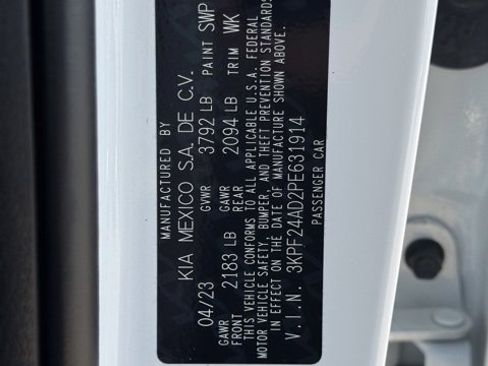 MANUFACTURED BY
KIA MEXICO S.A. DE C.V.
04/23 GVWR 3792 LB PAINT SWP
GAWR FRONT 2183 LB GAWR REAR 2094 LB TRIM WK
THIS VEHICLE CONFORMS TO ALL APPLICABLE U.S.A. FEDERAL
MOTOR VEHICLE SAFETY, BUMPER, AND THEFT PREVENTION STANDARDS
IN EFFECT ON THE DATE OF MANUFACTURE SHOWN ABOVE.
V.I.N. 3KPF24AD2PE631914
PASSENGER CAR